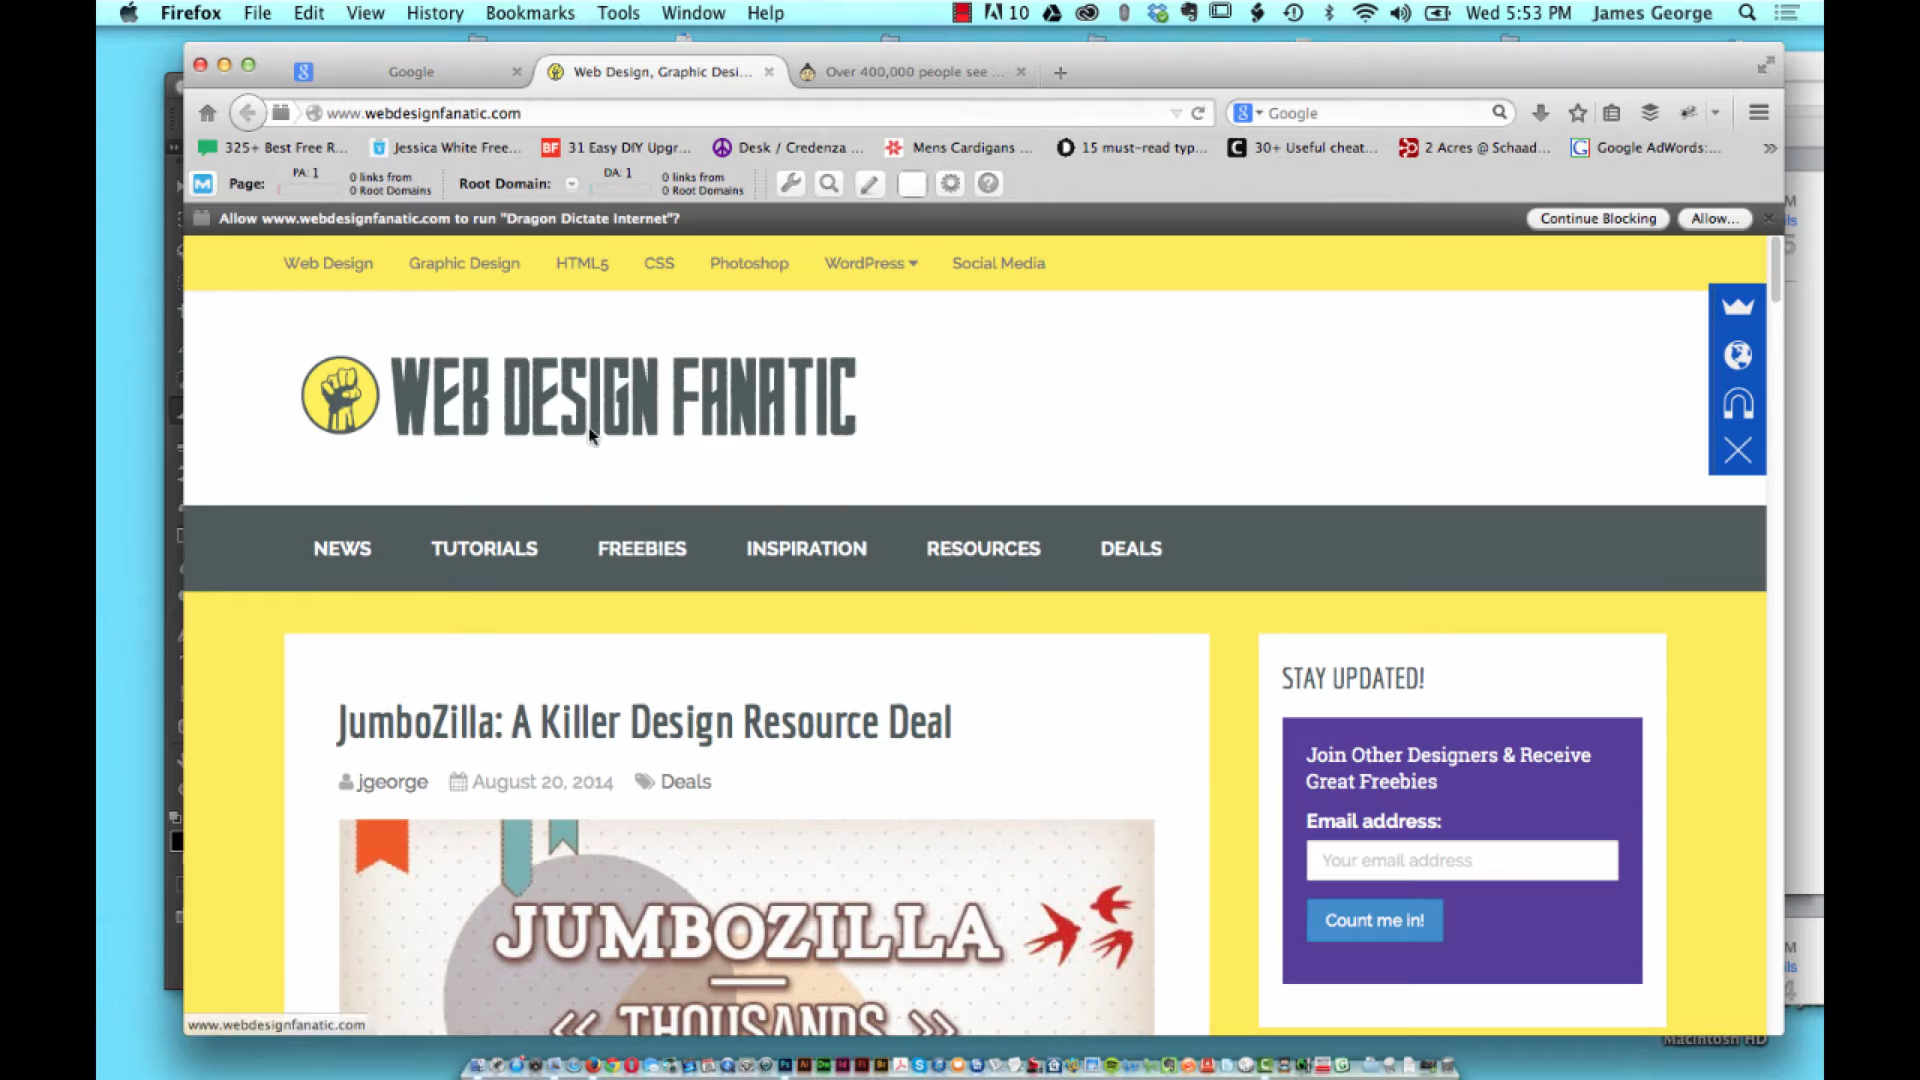 Firefox File Edit View History Bookmarks Tools Window Help 10 Wed 5:53 PM James George
Google Web Design, Graphic Desi... Over 400,000 people see ...
www.webdesignfanatic.com Google
325+ Best Free R... Jessica White Free... BF 31 Easy DIY Upgr... Desk / Credenza ... Mens Cardigans ... 15 must-read typ... 30+ Useful cheat... 2 Acres @ Schaad... Google AdWords:...
Page: PA: 1 0 links from 0 Root Domains Root Domain: DA: 1 0 links from 0 Root Domains
Allow www.webdesignfanatic.com to run "Dragon Dictate Internet"? Continue Blocking Allow...
Web Design Graphic Design HTML5 CSS Photoshop WordPress Social Media
WEB DESIGN FANATIC
NEWS TUTORIALS FREEBIES INSPIRATION RESOURCES DEALS
JumboZilla: A Killer Design Resource Deal
jgeorge August 20, 2014 Deals
JUMBOZILLA
<< THOUSANDS >>
STAY UPDATED!
Join Other Designers & Receive
Great Freebies
Email address:
Your email address
Count me in!
www.webdesignfanatic.com
Macintosh HD